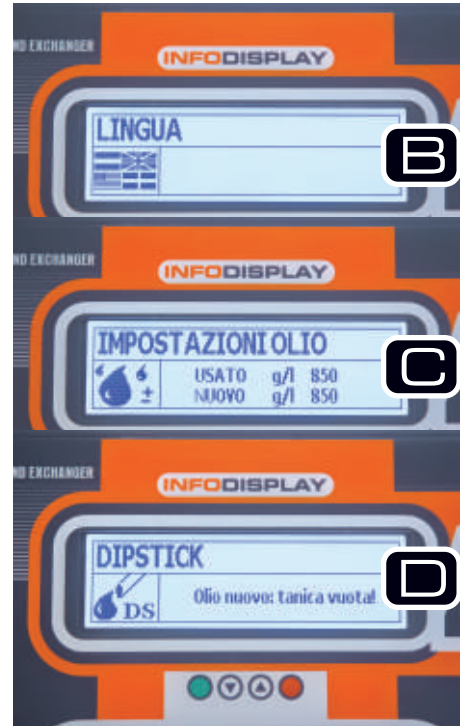 ND EXCHANGER
INFODISPLAY
LINGUA
B
ND EXCHANGER
INFODISPLAY
IMPOSTAZIONI OLIO
USATO g/l 850
NUOVO g/l 850
C
ND EXCHANGER
INFODISPLAY
DIPSTICK
DS
Olio nuovo: tanica vuota!
D